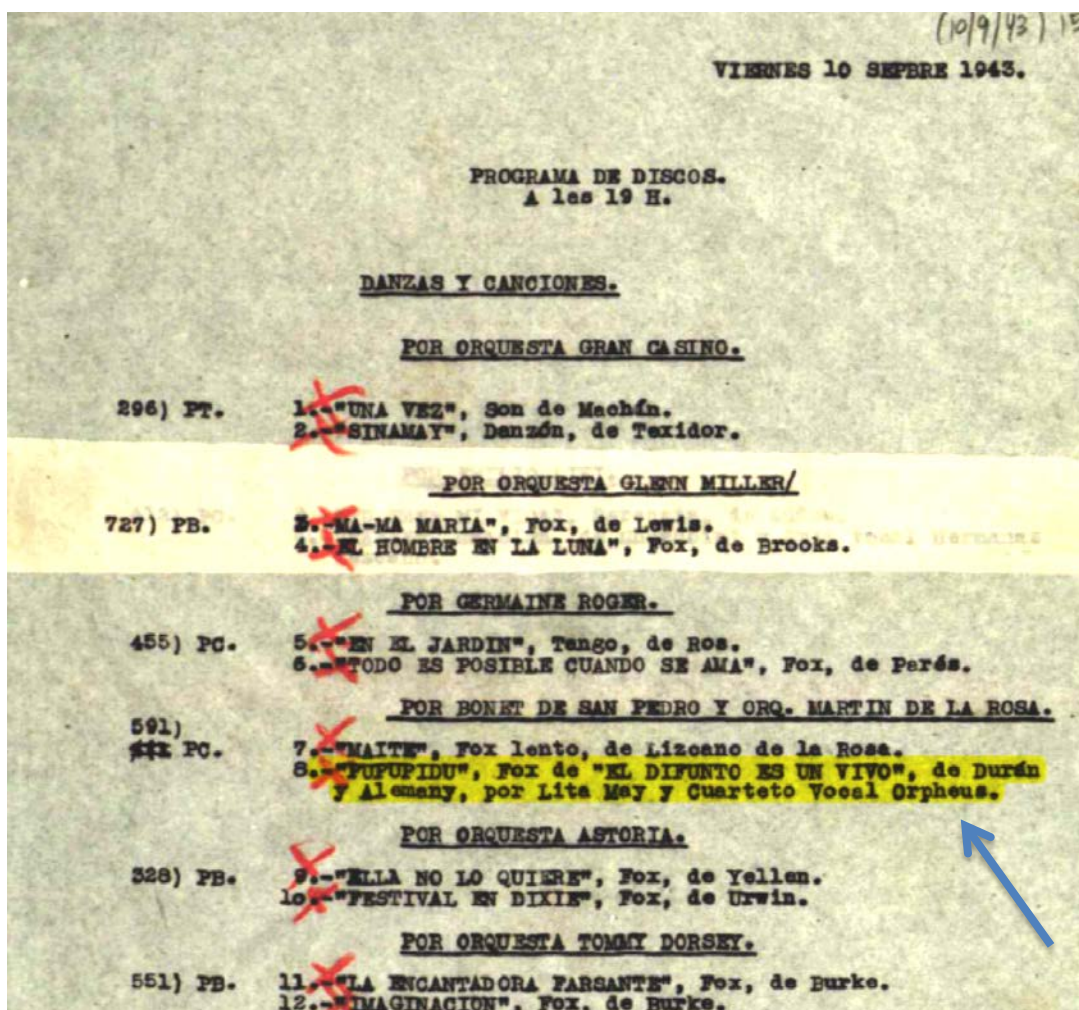 (10/9/43) 15
VIERNES 10 SEPBRE 1943.
PROGRAMA DE DISCOS.
A las 19 H.
DANZAS Y CANCIONES.
POR ORQUESTA GRAN CASINO.
296) PT. 1.-"UNA VEZ", Son de Machín.
2.-"SINAMAY", Danzón, de Texidor.
POR ORQUESTA GLENN MILLER/
727) PB. 3.-MA-MA MARIA", Fox, de Lewis.
4.-EL HOMBRE EN LA LUNA", Fox, de Brooks.
POR GERMAINE ROGER.
455) PC. 5.-"EN EL JARDIN", Tango, de Ros.
6.-"TODO ES POSIBLE CUANDO SE AMA", Fox, de Parés.
POR BONET DE SAN PEDRO Y ORQ. MARTIN DE LA ROSA.
591)
PC. 7.-"MAITE", Fox lento, de Lizcano de la Rosa.
8.-"PUPUPIDU", Fox de "EL DIFUNTO ES UN VIVO", de Durán
y Alemany, por Lita May y Cuarteto Vocal Orpheus.
POR ORQUESTA ASTORIA.
328) PB. 9.-"ELLA NO LO QUIERE", Fox, de Yellen.
10.-"FESTIVAL EN DIXIE", Fox, de Urwin.
POR ORQUESTA TOMMY DORSEY.
551) PB. 11.-"LA ENCANTADORA FARSANTE", Fox, de Burke.
12.-"IMAGINACION", Fox, de Burke.